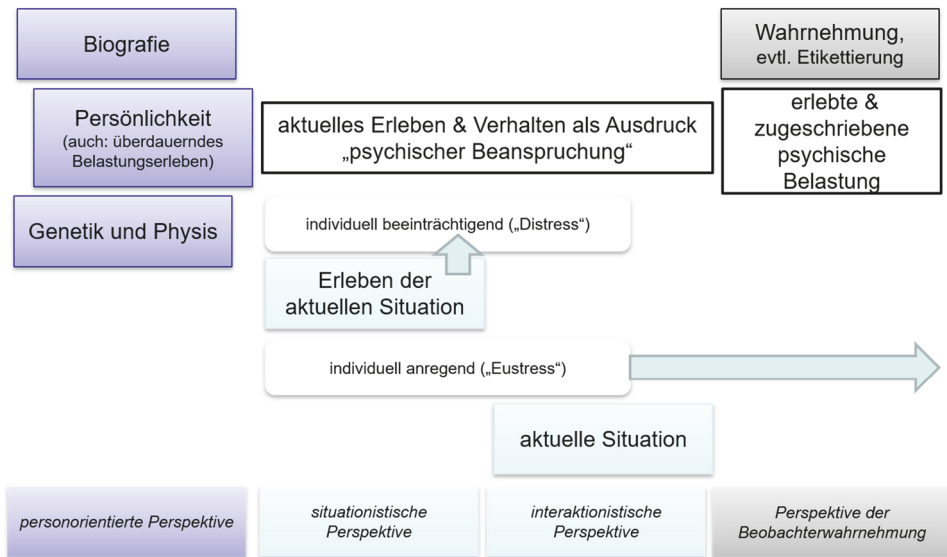 Biografie
Wahrnehmung,
evtl. Etikettierung
Persönlichkeit
(auch: überdauerndes
Belastungserleben)
aktuelles Erleben & Verhalten als Ausdruck
„psychischer Beanspruchung“
erlebte &
zugeschriebene
psychische
Belastung
Genetik und Physis
individuell beeinträchtigend („Distress“)
Erleben der
aktuellen Situation
individuell anregend („Eustress“)
aktuelle Situation
personorientierte Perspektive
situationistische
Perspektive
interaktionistische
Perspektive
Perspektive der
Beobachterwahrnehmung